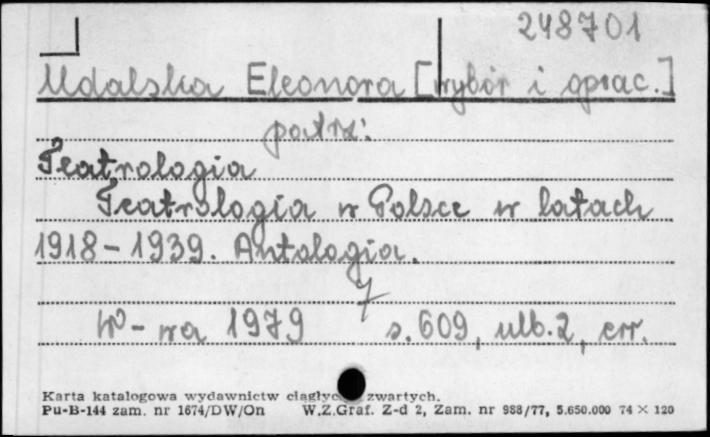 248701
Udalska Eleonora [wybór i oprac.]
patrz:
Teatrologia
Teatrologia w Polsce w latach
1918-1939. Antologia.
W-wa 1979 s. 609, ulb. 2, err.
Karta katalogowa wydawnictw ciągłych zwartych.
Pu-B-144 zam. nr 1674/DW/On W.Z.Graf. Z-d 2, Zam. nr 988/77, 5.650.000 74 × 120